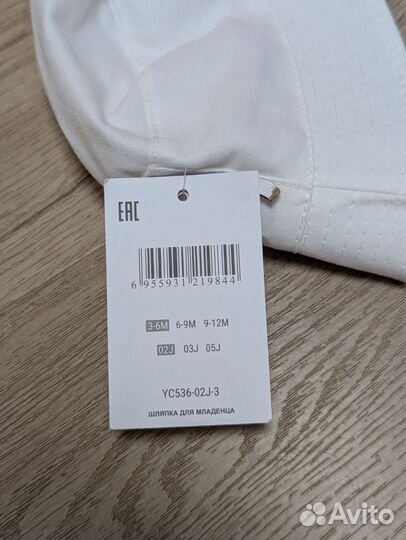 EAC
6 955931 219844
3-6M 6-9M 9-12M
02J 03J 05J
YC536-02J-3
ШЛЯПКА ДЛЯ МЛАДЕНЦА
Avito